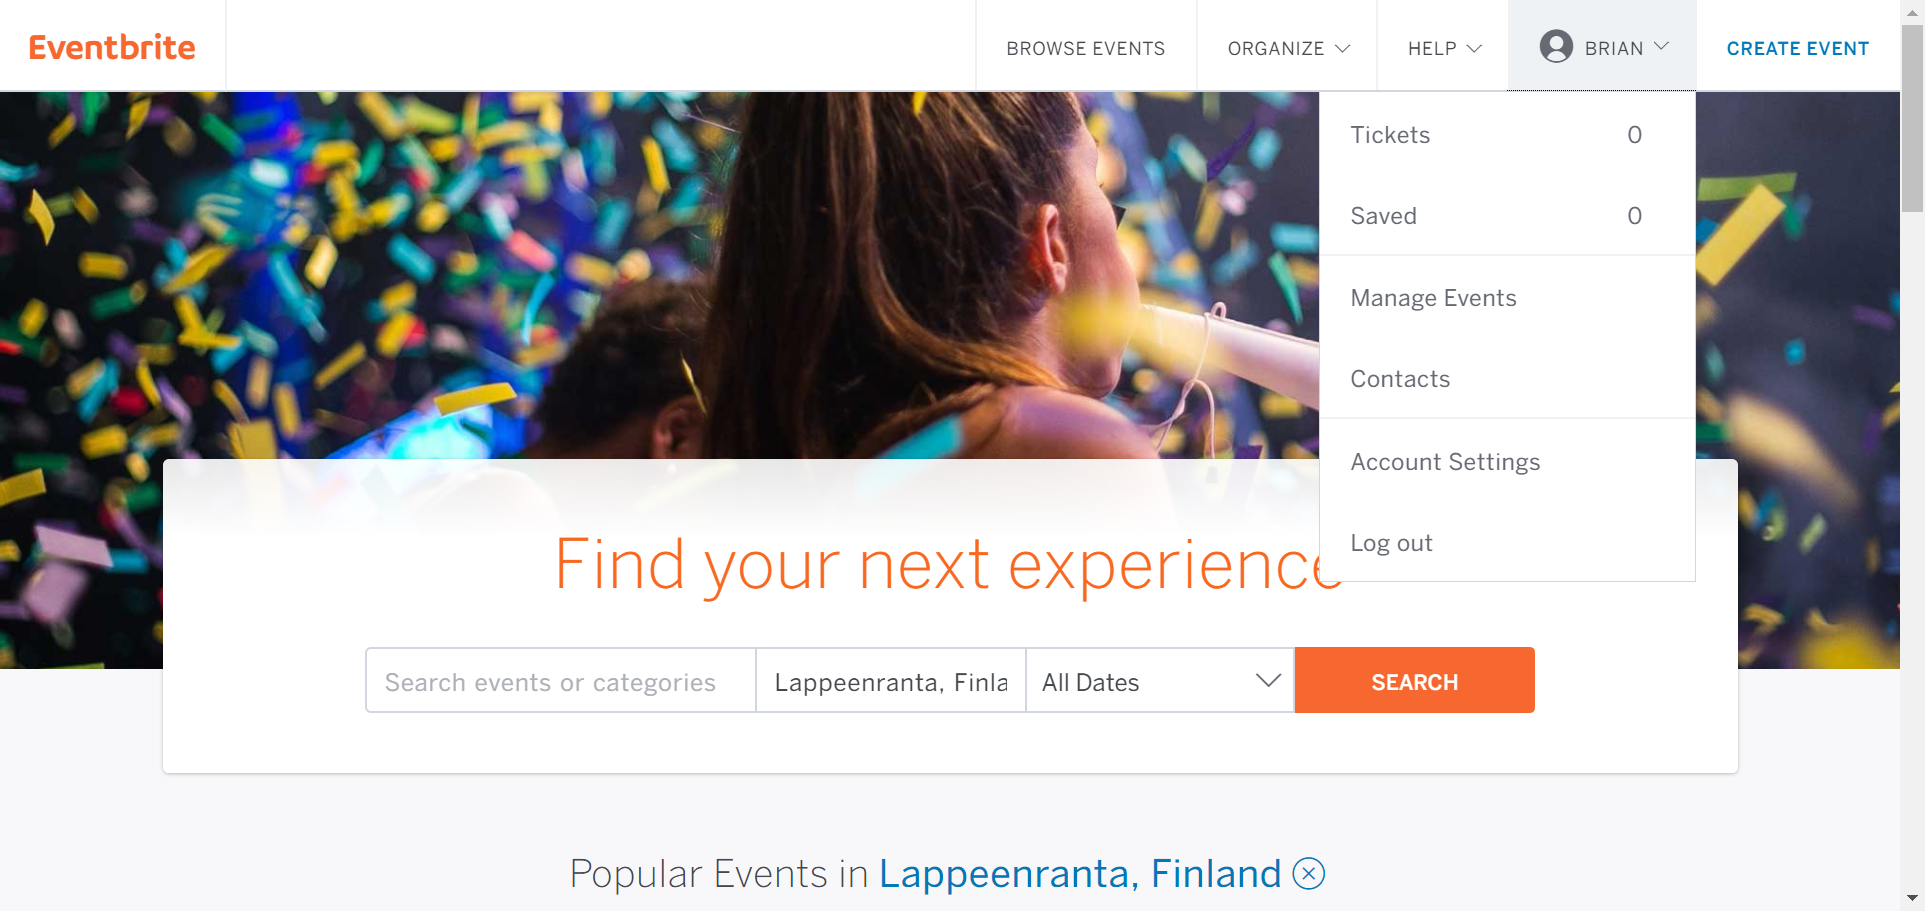 Eventbrite
BROWSE EVENTS
ORGANIZE
HELP
BRIAN
CREATE EVENT
Tickets 0
Saved 0
Manage Events
Contacts
Account Settings
Log out
Find your next experience
Search events or categories
Lappeenranta, Finla
All Dates
SEARCH
Popular Events in Lappeenranta, Finland